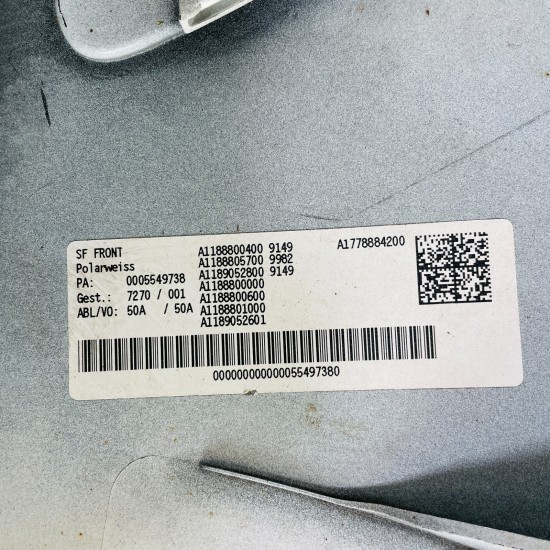 SF FRONT A1188800400 9149 A1778884200
Polarweiss A1188805700 9982
PA: 0005549738 A1189052800 9149
Gest.: 7270 / 001 A1188800000
ABL/VO: 50A / 50A A1188800600
A1188801000
A1189052601
00000000000055497380